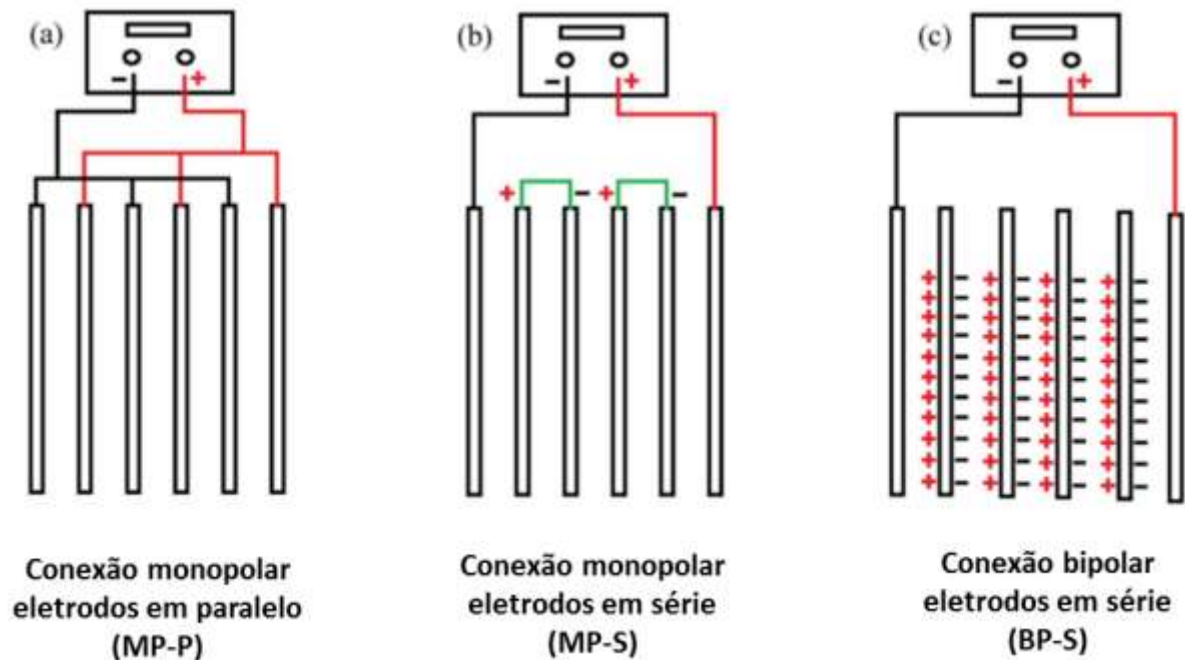 (a)
(b)
(c)
- +
- +
- +
+ - + -
+ - + - + - + -
+ - + - + - + -
+ - + - + - + -
+ - + - + - + -
+ - + - + - + -
+ - + - + - + -
+ - + - + - + -
+ - + - + - + -
+ - + - + - + -
+ - + - + - + -
+ - + - + - + -
Conexão monopolar
eletrodos em paralelo
(MP-P)
Conexão monopolar
eletrodos em série
(MP-S)
Conexão bipolar
eletrodos em série
(BP-S)